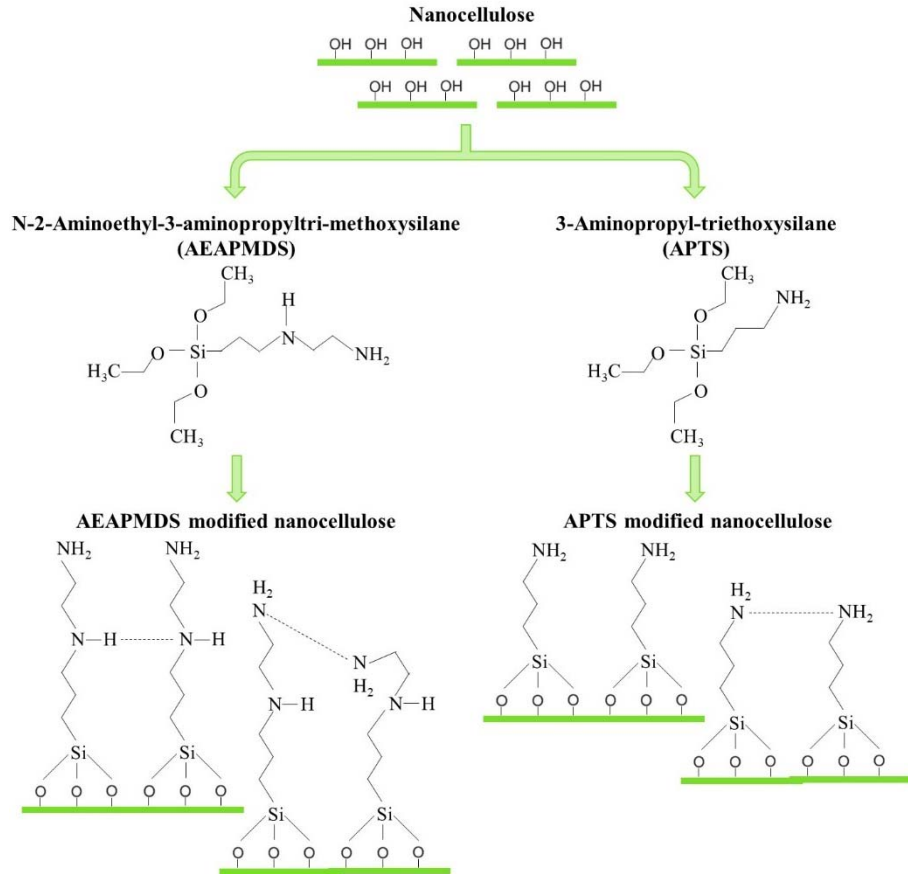 Nanocellulose
OH OH OH OH OH OH
OH OH OH OH OH OH
N-2-Aminoethyl-3-aminopropyltri-methoxysilane
(AEAPMDS)
CH3
H
O
N
O Si
NH2
H3C
O
CH3
3-Aminopropyl-triethoxysilane
(APTS)
CH3
NH2
O
O Si
H3C
O
CH3
AEAPMDS modified nanocellulose
NH2 NH2
H2
N
N H N H
N
H2
N H N H
Si Si
O O O O O O
Si Si
O O O O O O
APTS modified nanocellulose
NH2 NH2
H2
N NH2
Si Si
O O O O O O
Si Si
O O O O O O